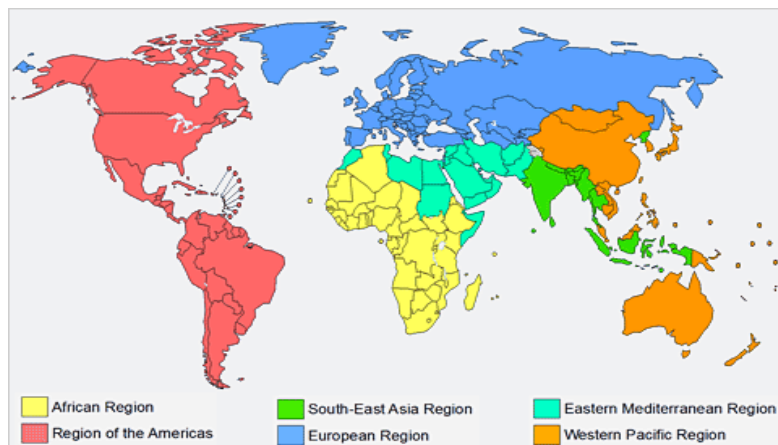 African Region
South-East Asia Region
Eastern Mediterranean Region
Region of the Americas
European Region
Western Pacific Region